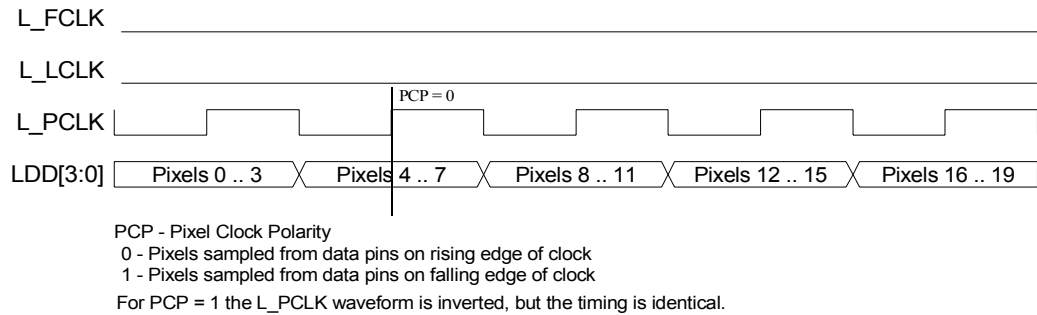 L_FCLK
L_LCLK
PCP = 0
L_PCLK
LDD[3:0] Pixels 0 .. 3 Pixels 4 .. 7 Pixels 8 .. 11 Pixels 12 .. 15 Pixels 16 .. 19
PCP - Pixel Clock Polarity
0 - Pixels sampled from data pins on rising edge of clock
1 - Pixels sampled from data pins on falling edge of clock
For PCP = 1 the L_PCLK waveform is inverted, but the timing is identical.